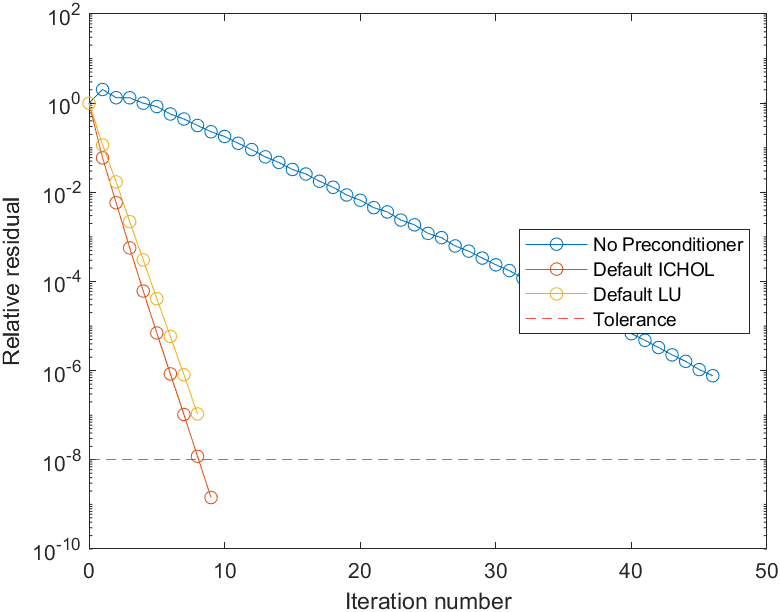 10^2
10^0
10^-2
10^-4
10^-6
10^-8
10^-10
Relative residual
No Preconditioner
Default ICHOL
Default LU
Tolerance
0 10 20 30 40 50
Iteration number